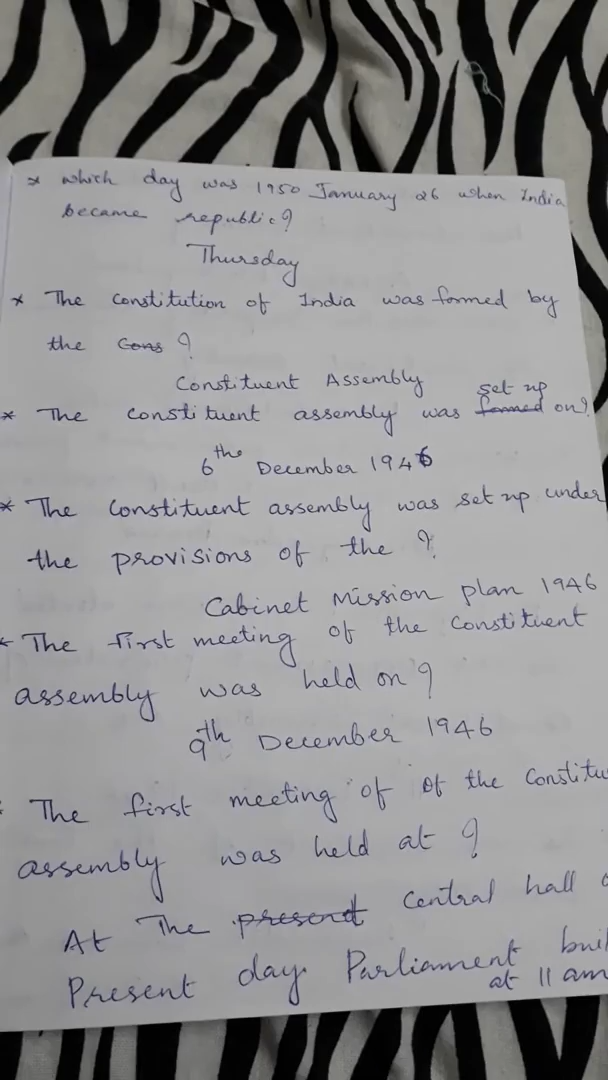 * which day was 1950 January 26 when India
became republic?
Thursday
* The constitution of India was formed by
the Cons ?
Constituent Assembly
* The constituent assembly was formed set up on?
6the December 1946
* The Constituent assembly was set up under
the provisions of the ?
Cabinet Mission plan 1946
* The First meeting of the Constituent
assembly was held on ?
9th December 1946
* The first meeting of of the Constitu
assembly was held at ?
At The present Central hall o
Present day Parliament buil
at 11 am